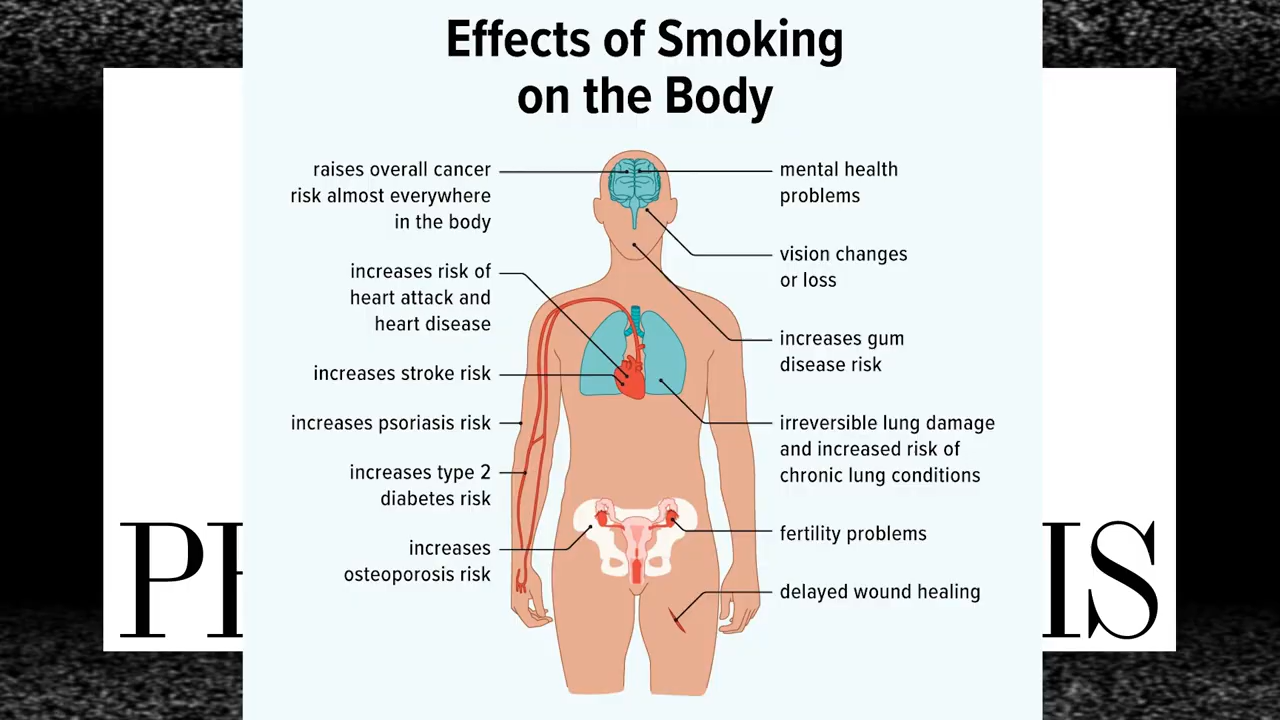 Effects of Smoking
on the Body
raises overall cancer
risk almost everywhere
in the body
increases risk of
heart attack and
heart disease
increases stroke risk
increases psoriasis risk
increases type 2
diabetes risk
increases
osteoporosis risk
mental health
problems
vision changes
or loss
increases gum
disease risk
irreversible lung damage
and increased risk of
chronic lung conditions
fertility problems
delayed wound healing